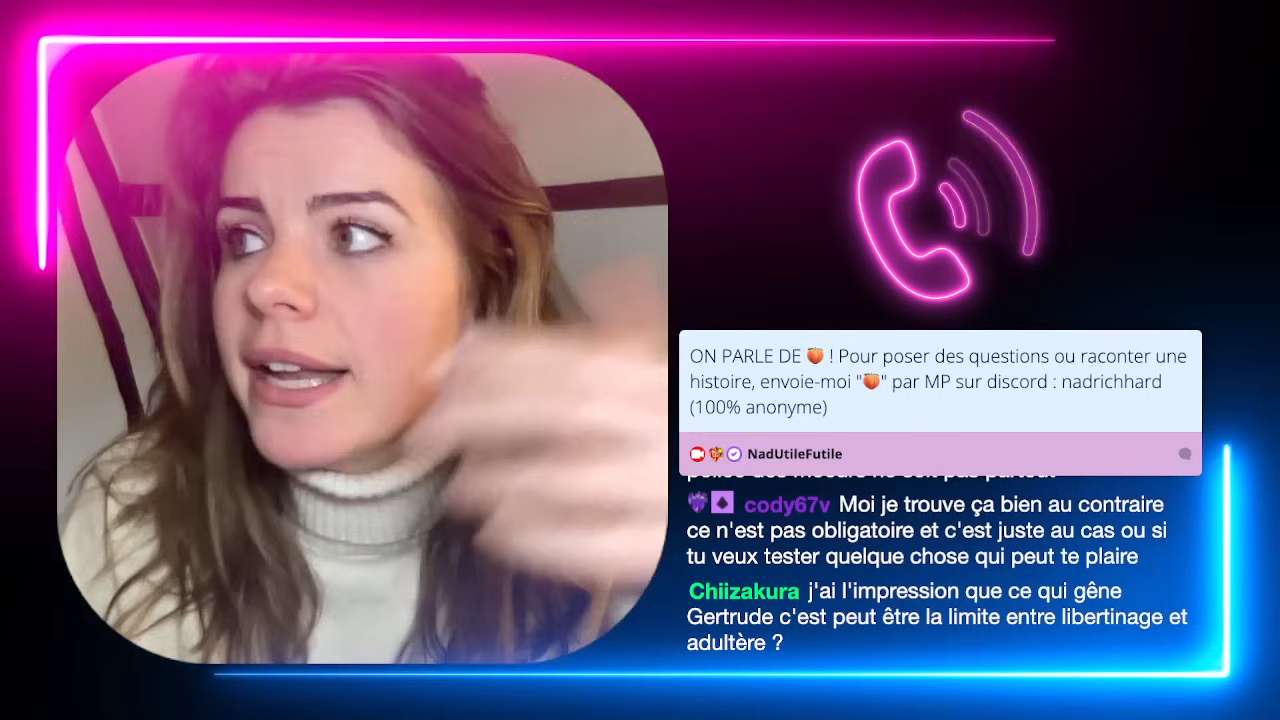 ON PARLE DE 🍑 ! Pour poser des questions ou raconter une
histoire, envoie-moi "🍑" par MP sur discord : nadrichhard
(100% anonyme)
NadUtileFutile
cody67v Moi je trouve ça bien au contraire
ce n'est pas obligatoire et c'est juste au cas ou si
tu veux tester quelque chose qui peut te plaire
Chiizakura j'ai l'impression que ce qui gêne
Gertrude c'est peut être la limite entre libertinage et
adultère ?